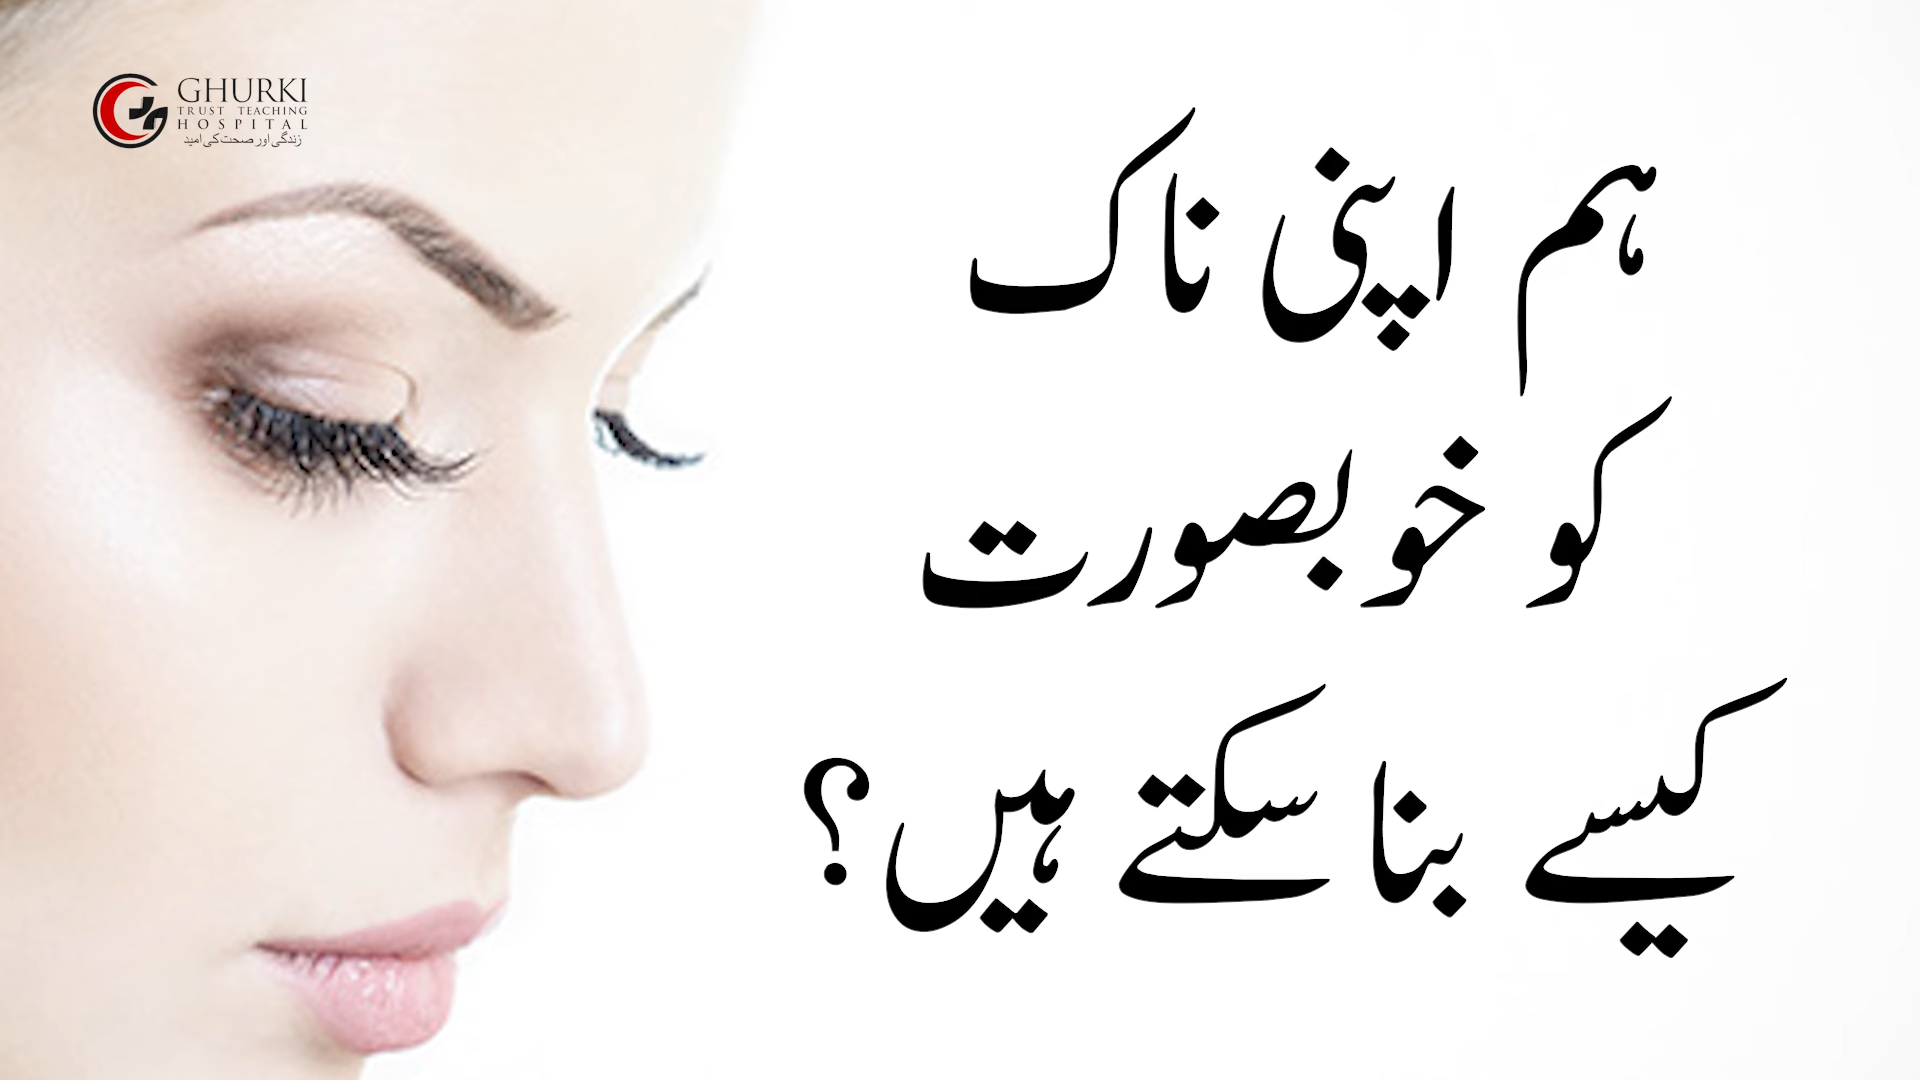 GHURKI
TRUST TEACHING
HOSPITAL
زندگی اور صحت کی امید
ہم اپنی ناک
کو خوبصورت
کیسے بنا سکتے ہیں؟